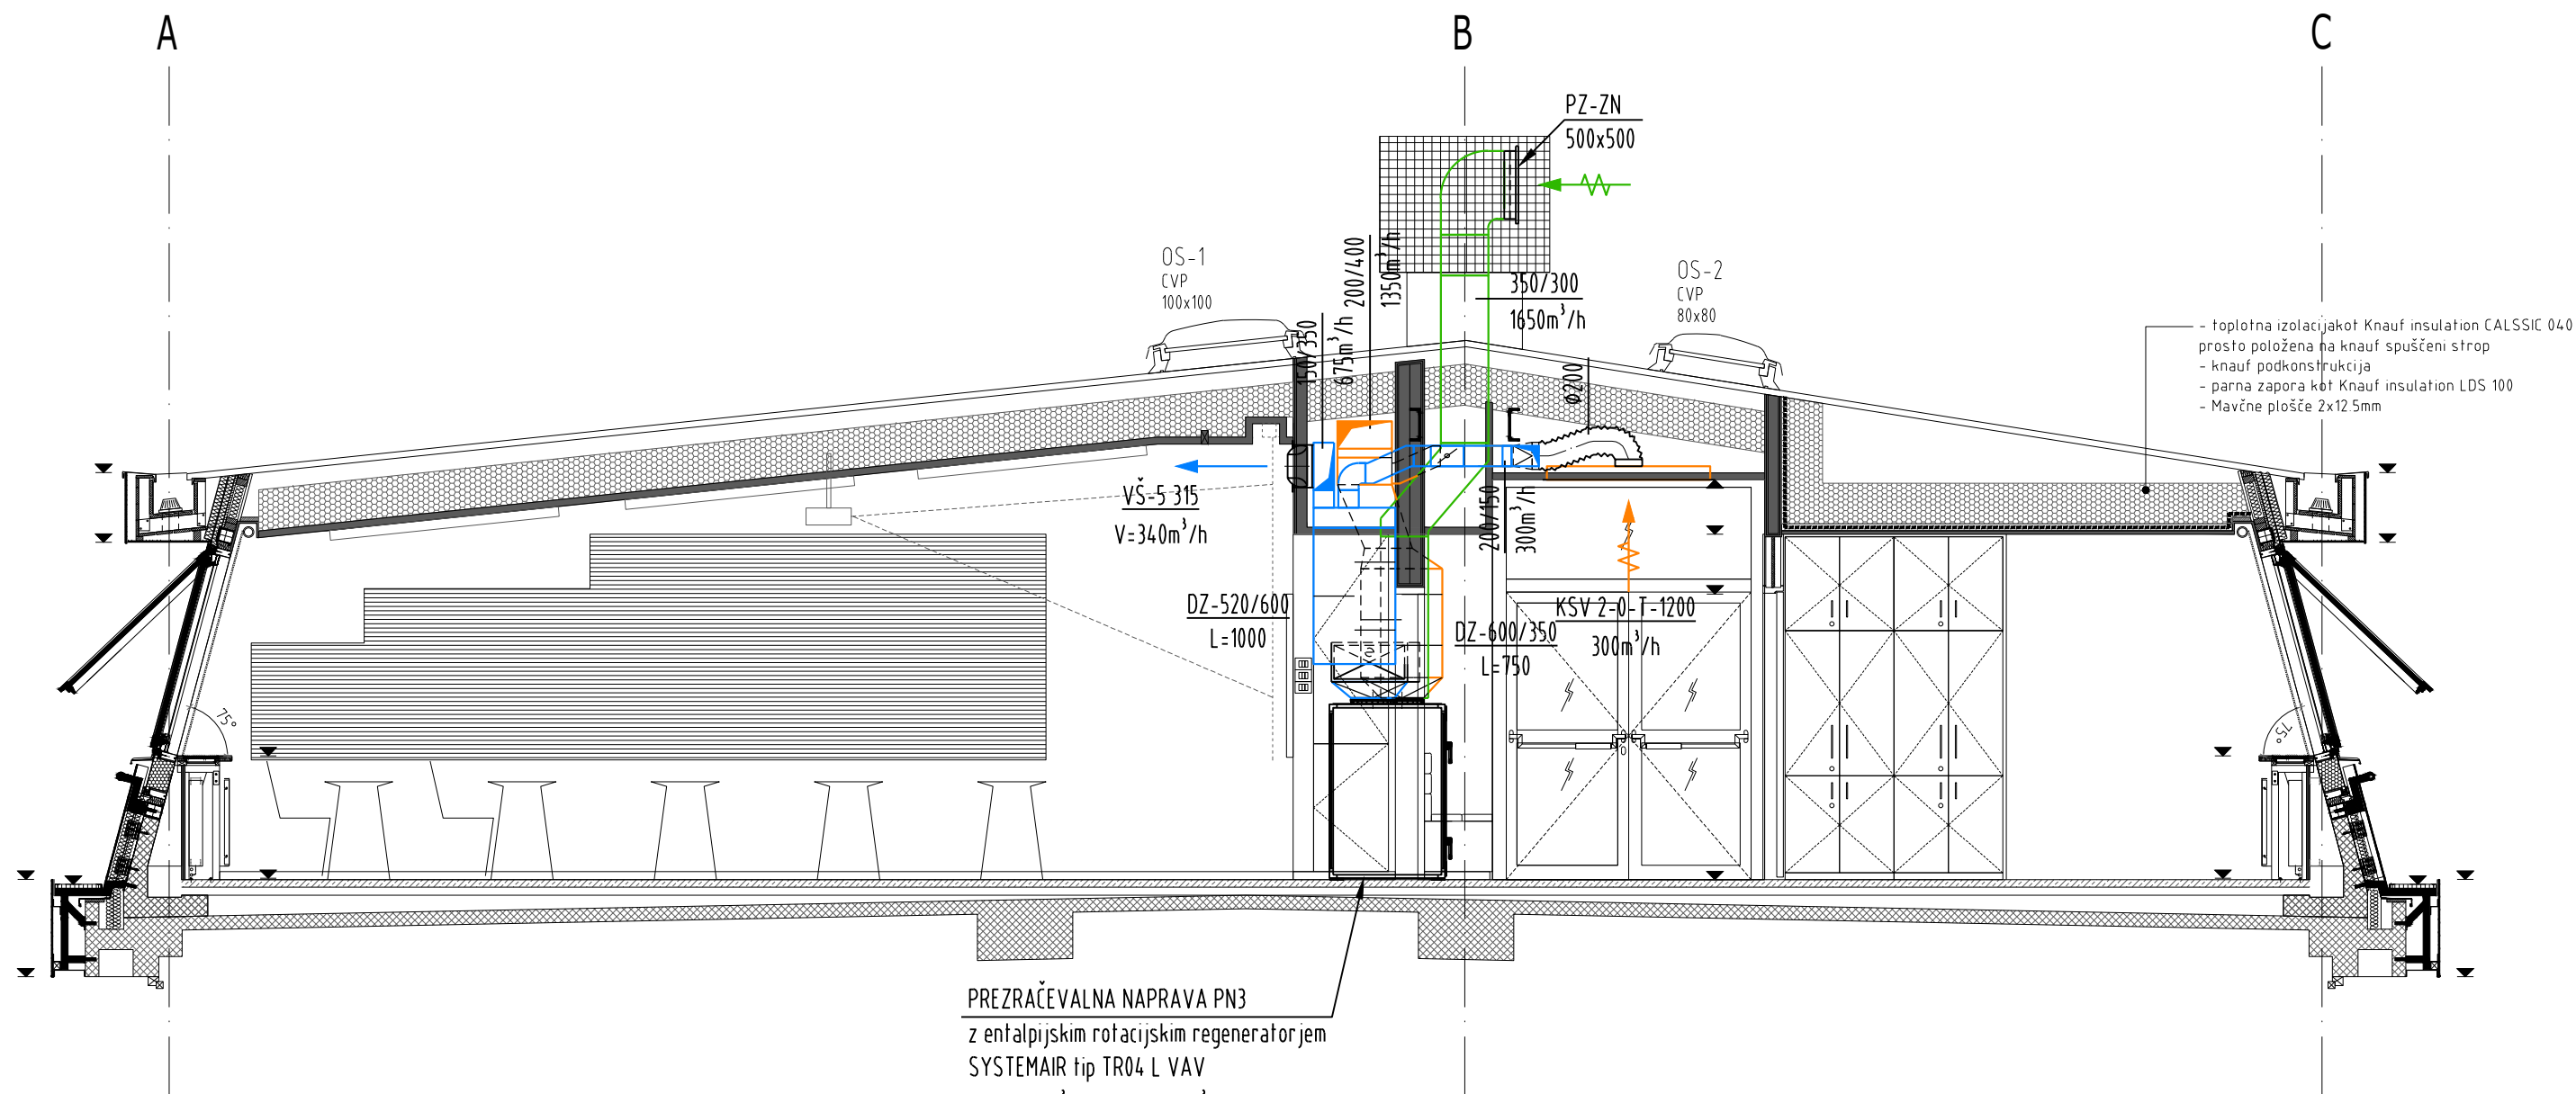 A
B
C
PZ-ZN
500x500
OS-1
CVP
100x100
200/400
1350m³/h
150/350
675m³/h
350/300
1650m³/h
OS-2
CVP
80x80
Φ200
- toplotna izolacijakot Knauf insulation CALSSIC 040
prosto položena na knauf spuščeni strop
- knauf podkonstrukcija
- parna zapora kot Knauf insulation LDS 100
- Mavčne plošče 2x12.5mm
VŠ-5 315
V=340m³/h
200/150
300m³/h
DZ-520/600
L=1000
DZ-600/350
L=750
KSV 2-0-T-1200
300m³/h
75°
75°
PREZRAČEVALNA NAPRAVA PN3
z entalpijskim rotacijskim regeneratorjem
SYSTEMAIR tip TR04 L VAV